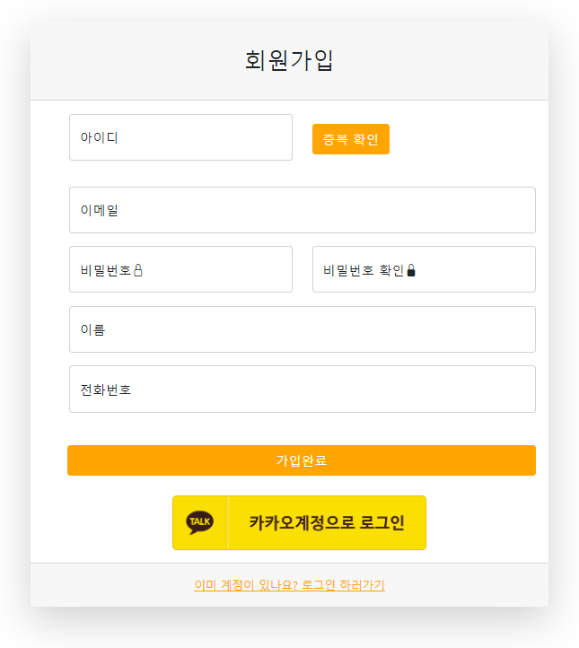 회원가입
아이디
중복 확인
이메일
비밀번호
비밀번호 확인
이름
전화번호
가입완료
TALK
카카오계정으로 로그인
이미 계정이 있나요? 로그인 하러가기